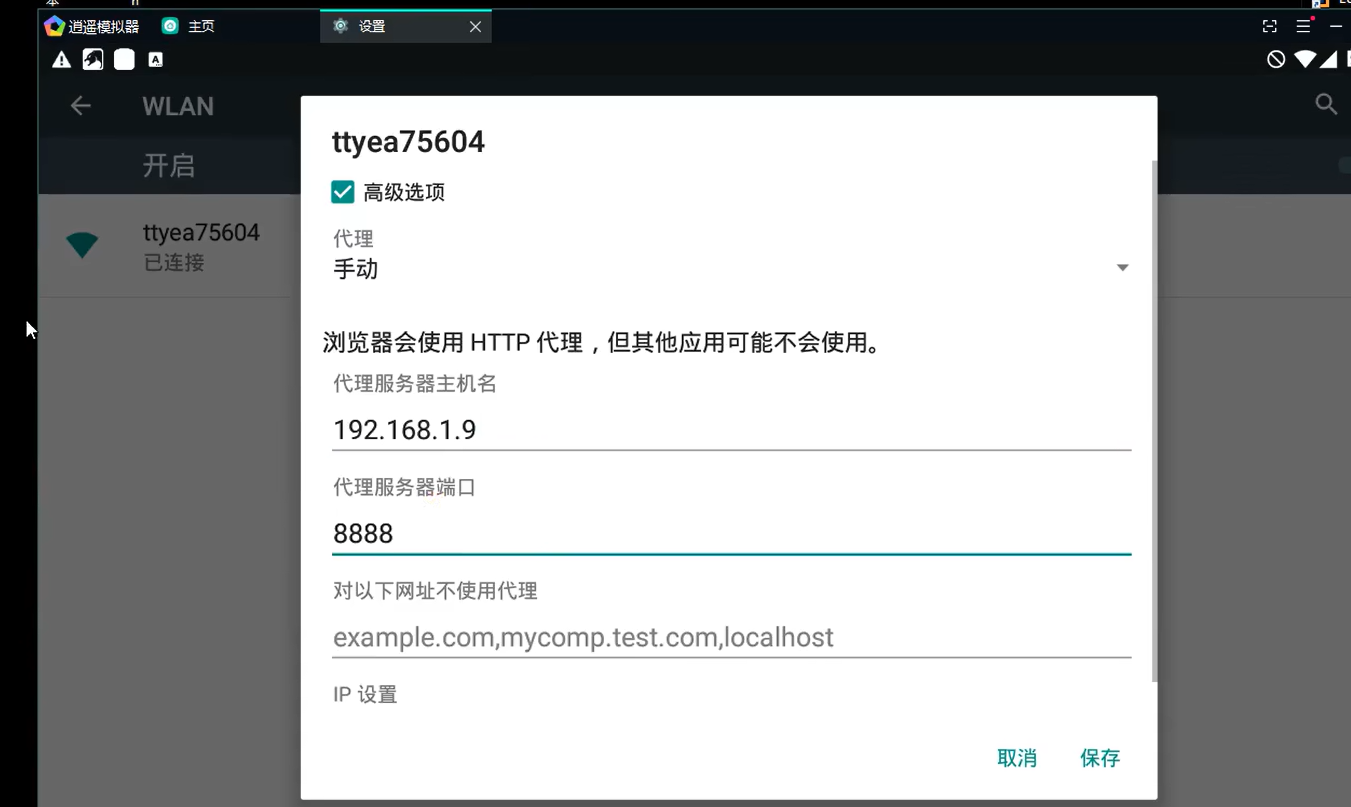 逍遥模拟器
主页
设置
A
WLAN
开启
ttyea75604
已连接
ttyea75604
高级选项
代理
手动
浏览器会使用 HTTP 代理，但其他应用可能不会使用。
代理服务器主机名
192.168.1.9
代理服务器端口
8888
对以下网址不使用代理
example.com,mycomp.test.com,localhost
IP 设置
取消
保存